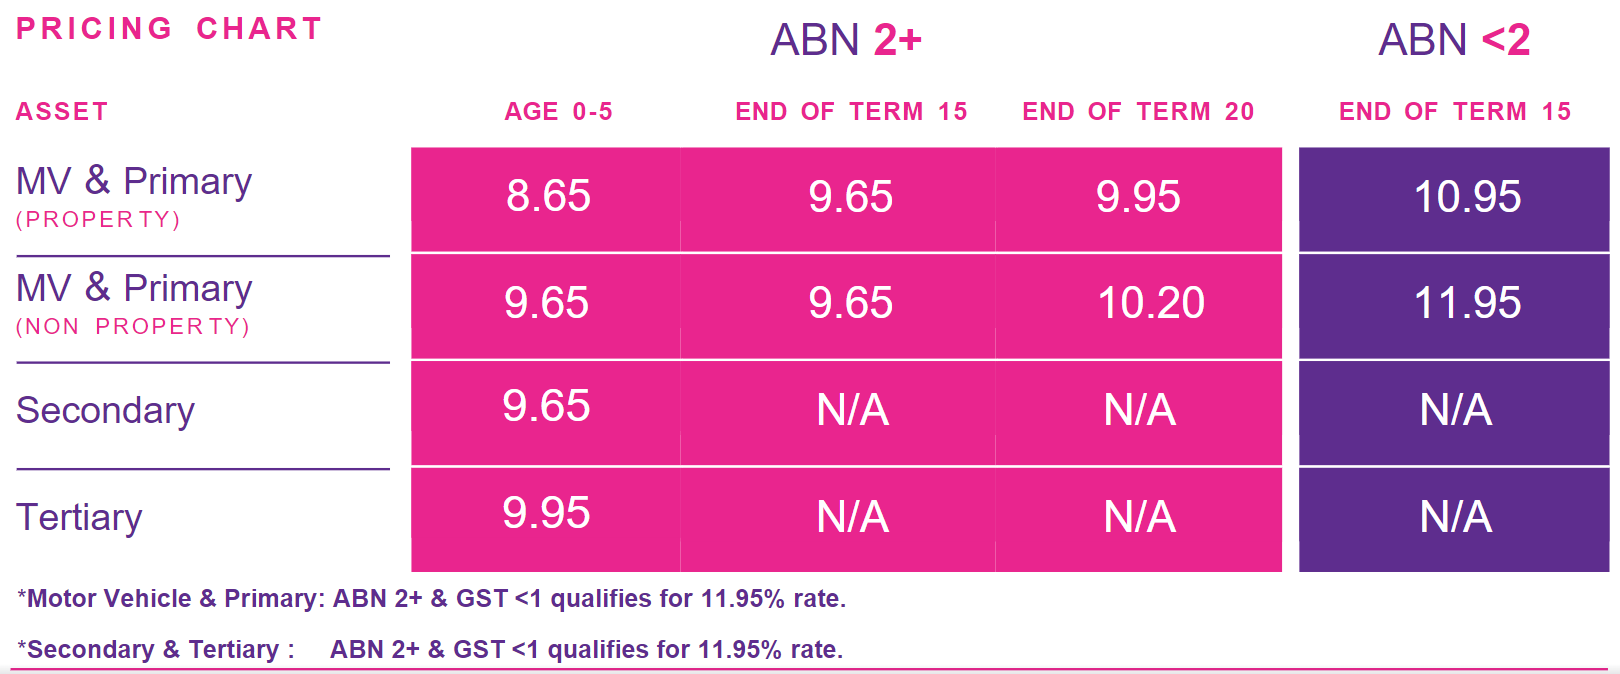 PRICING CHART
ABN 2+ ABN <2
ASSET AGE 0-5 END OF TERM 15 END OF TERM 20 END OF TERM 15
MV & Primary
(PROPERTY) 8.65 9.65 9.95 10.95
MV & Primary
(NON PROPERTY) 9.65 9.65 10.20 11.95
Secondary 9.65 N/A N/A N/A
Tertiary 9.95 N/A N/A N/A
*Motor Vehicle & Primary: ABN 2+ & GST <1 qualifies for 11.95% rate.
*Secondary & Tertiary : ABN 2+ & GST <1 qualifies for 11.95% rate.